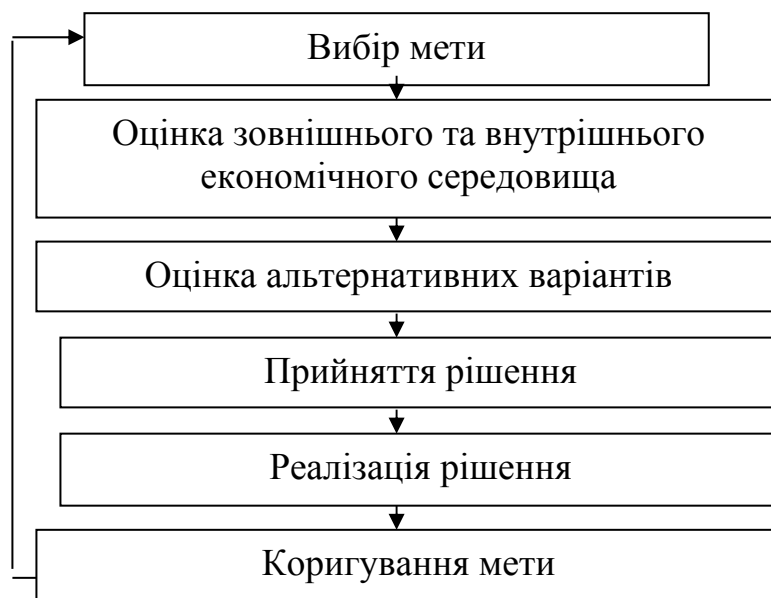 Вибір мети
Оцінка зовнішнього та внутрішнього
економічного середовища
Оцінка альтернативних варіантів
Прийняття рішення
Реалізація рішення
Коригування мети